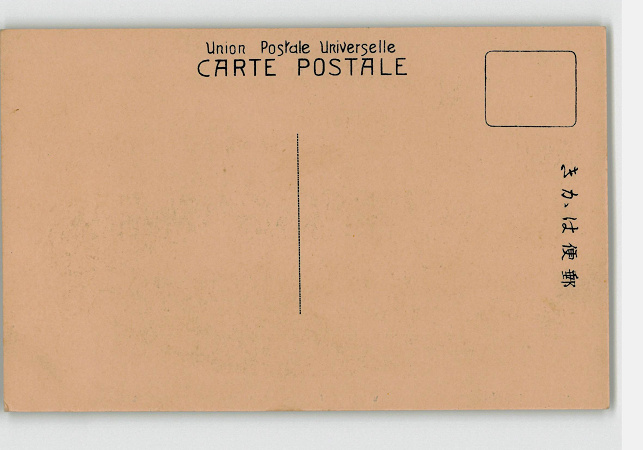 Union Postale Universelle
CARTE POSTALE
きかは便郵